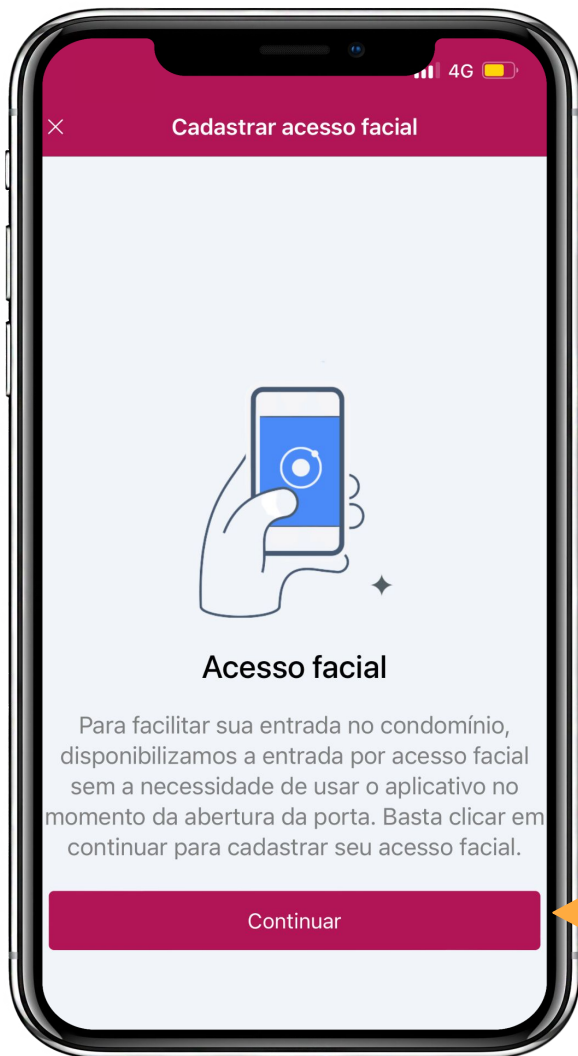 4G
Cadastrar acesso facial
Acesso facial
Para facilitar sua entrada no condomínio,
disponibilizamos a entrada por acesso facial
sem a necessidade de usar o aplicativo no
momento da abertura da porta. Basta clicar em
continuar para cadastrar seu acesso facial.
Continuar